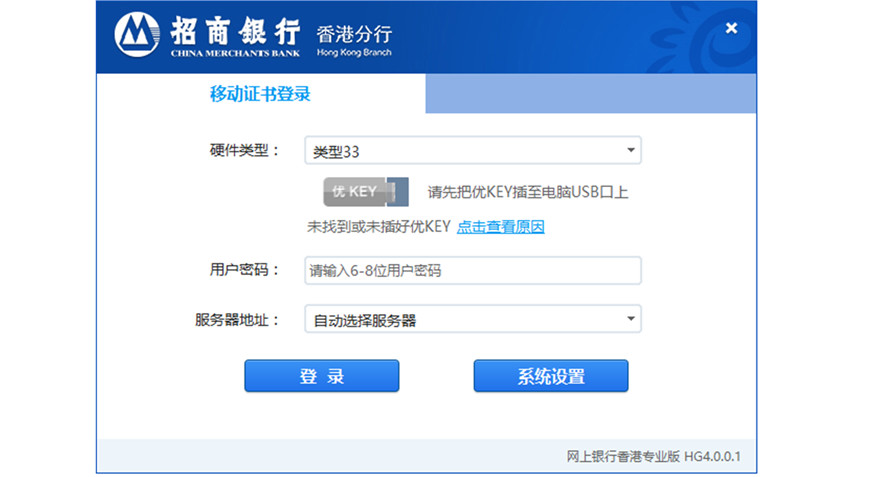 招商银行 香港分行
CHINA MERCHANTS BANK Hong Kong Branch
移动证书登录
硬件类型： 类型33
优 KEY 请先把优KEY插至电脑USB口上
未找到或未插好优KEY 点击查看原因
用户密码： 请输入6-8位用户密码
服务器地址： 自动选择服务器
登 录 系统设置
网上银行香港专业版 HG4.0.0.1